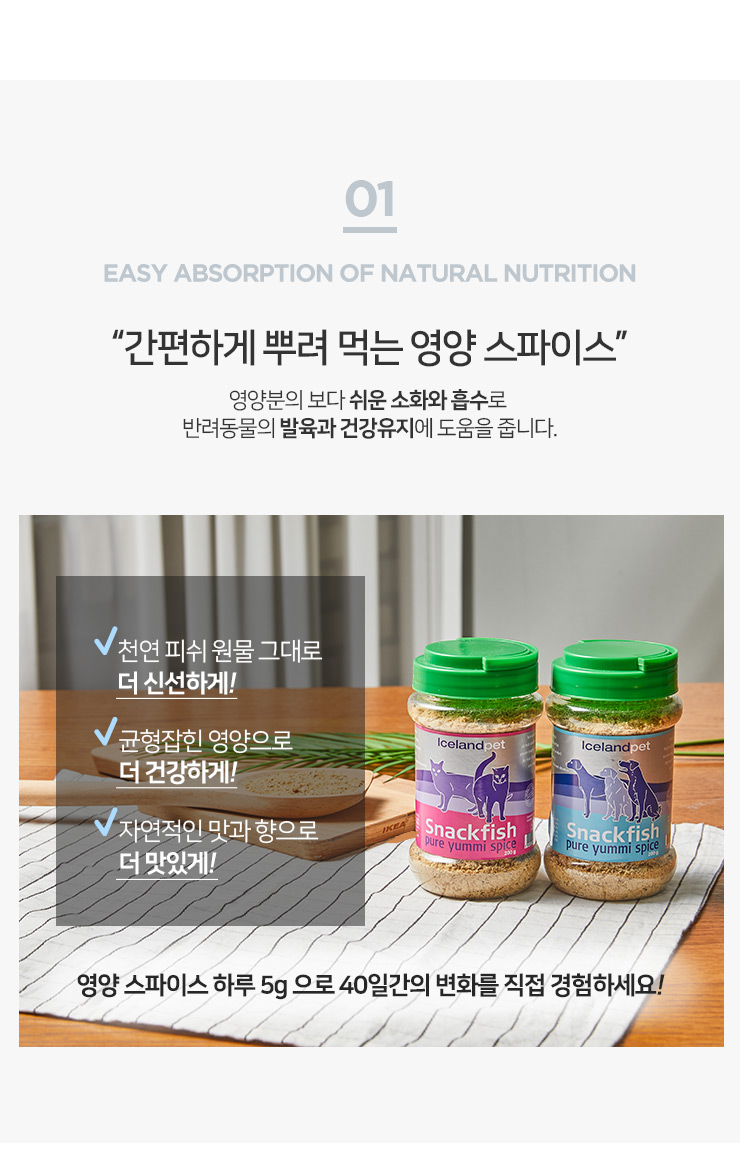 01
EASY ABSORPTION OF NATURAL NUTRITION
“간편하게 뿌려 먹는 영양 스파이스”
영양분의 보다 쉬운 소화와 흡수로
반려동물의 발육과 건강유지에 도움을 줍니다.
천연 피쉬 원물 그대로
더 신선하게!
균형잡힌 영양으로
더 건강하게!
자연적인 맛과 향으로
더 맛있게!
Icelandpet
Snackfish
pure yummi spice
200 g
Icelandpet
Snackfish
pure yummi spice
IKEA
영양 스파이스 하루 5g 으로 40일간의 변화를 직접 경험하세요!